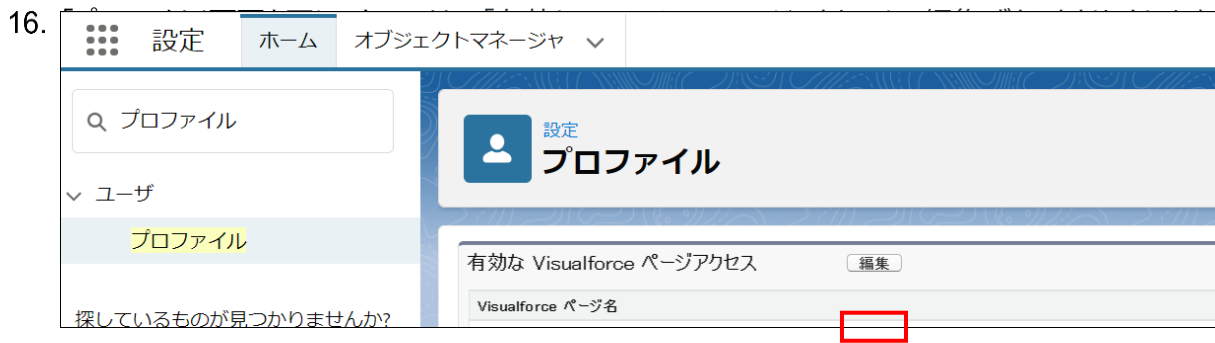 16.
設定 ホーム オブジェクトマネージャ
プロファイル
設定
プロファイル
ユーザ
プロファイル
有効な Visualforce ページアクセス 編集
Visualforce ページ名
探しているものが見つかりませんか?